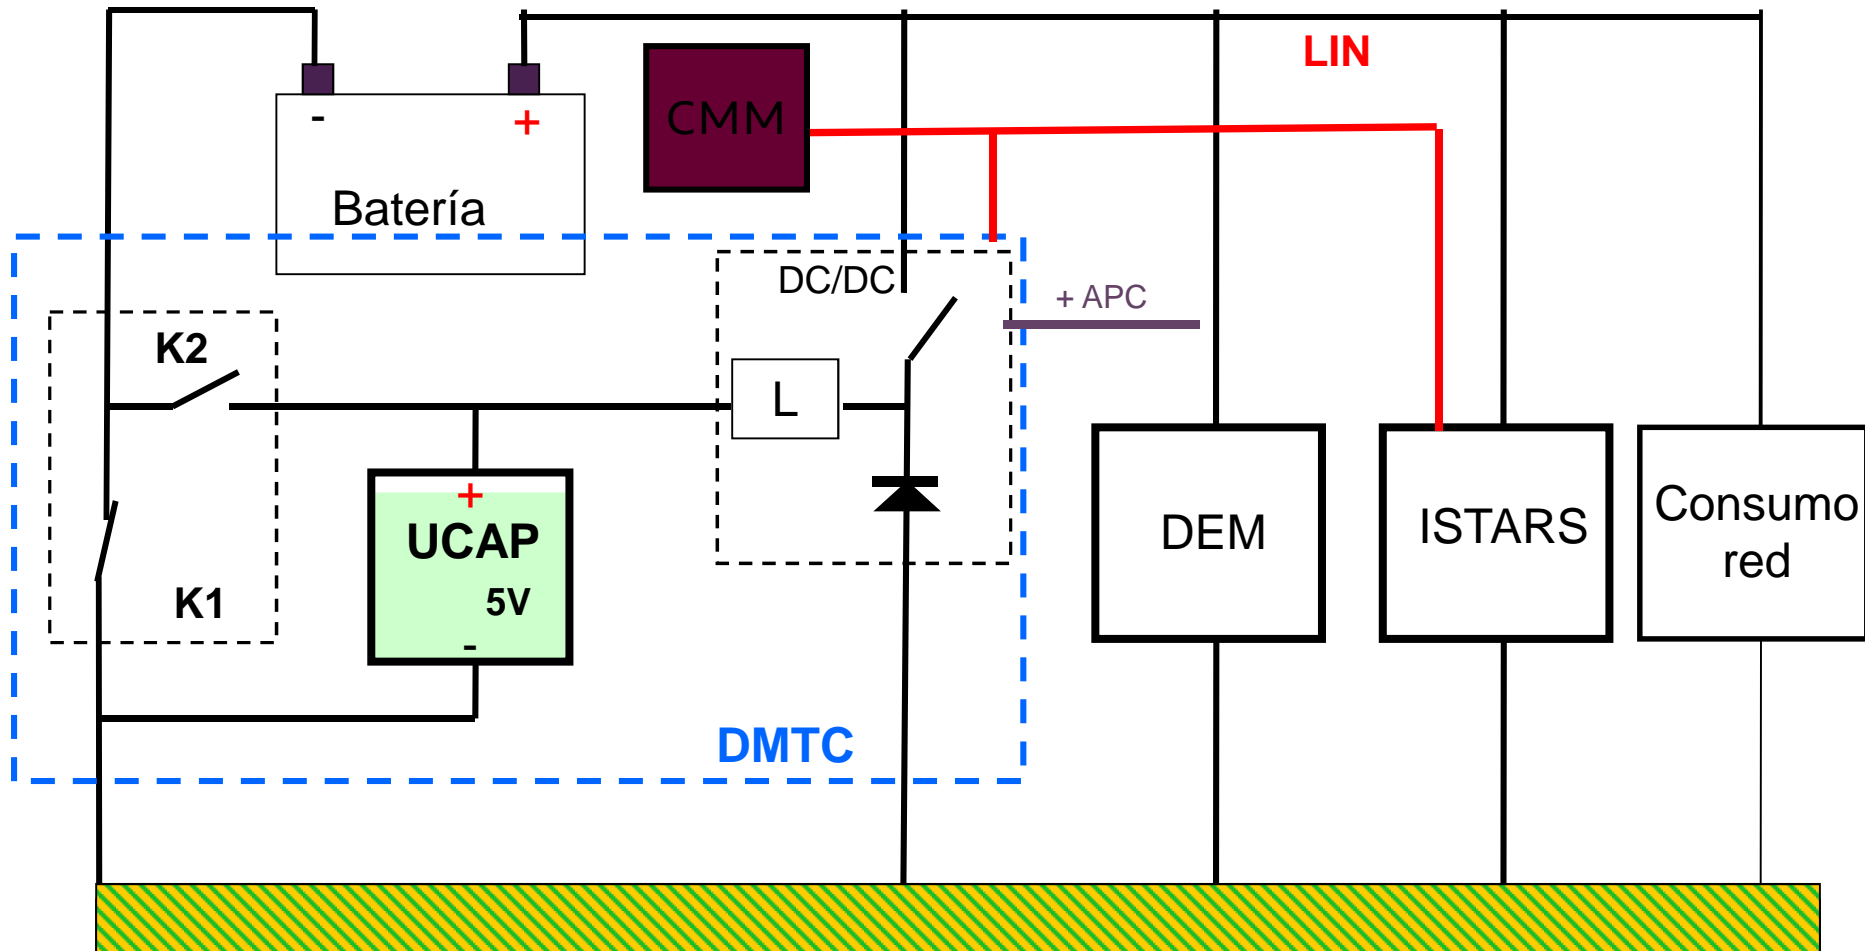 LIN
CMM
- +
Batería
DC/DC
+ APC
K2
L
+
UCAP
5V
-
K1
DEM
ISTARS
Consumo
red
DMTC